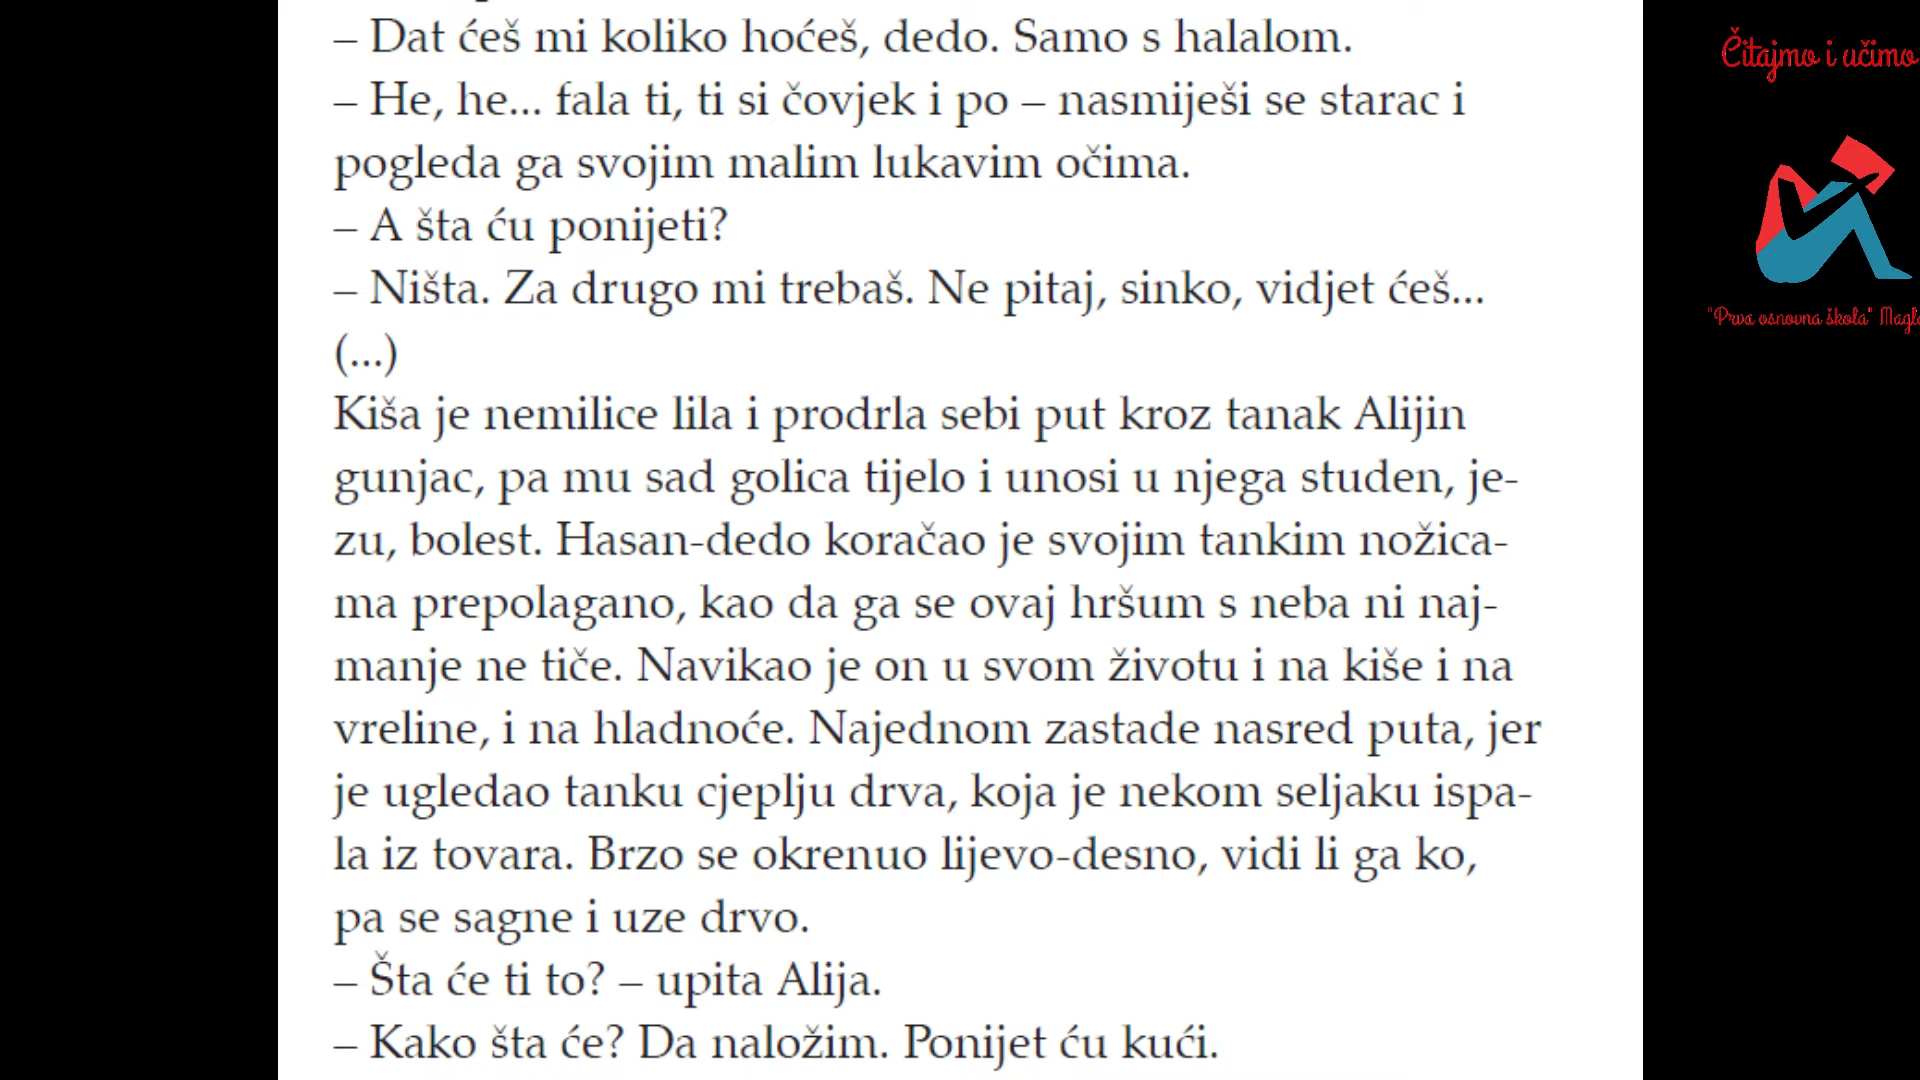 – Dat ćeš mi koliko hoćeš, dedo. Samo s halalom.
– He, he... fala ti, ti si čovjek i po – nasmiješi se starac i
pogleda ga svojim malim lukavim očima.
– A šta ću ponijeti?
– Ništa. Za drugo mi trebaš. Ne pitaj, sinko, vidjet ćeš...
(...)
Kiša je nemilice lila i prodrla sebi put kroz tanak Alijin
gunjac, pa mu sad golica tijelo i unosi u njega studen, je-
zu, bolest. Hasan-dedo koračao je svojim tankim nožica-
ma prepolagano, kao da ga se ovaj hršum s neba ni naj-
manje ne tiče. Navikao je on u svom životu i na kiše i na
vreline, i na hladnoće. Najednom zastade nasred puta, jer
je ugledao tanku cjeplju drva, koja je nekom seljaku ispa-
la iz tovara. Brzo se okrenuo lijevo-desno, vidi li ga ko,
pa se sagne i uze drvo.
– Šta će ti to? – upita Alija.
– Kako šta će? Da naložim. Ponijet ću kući.
Čitajmo i učimo
"Prva osnovna škola"